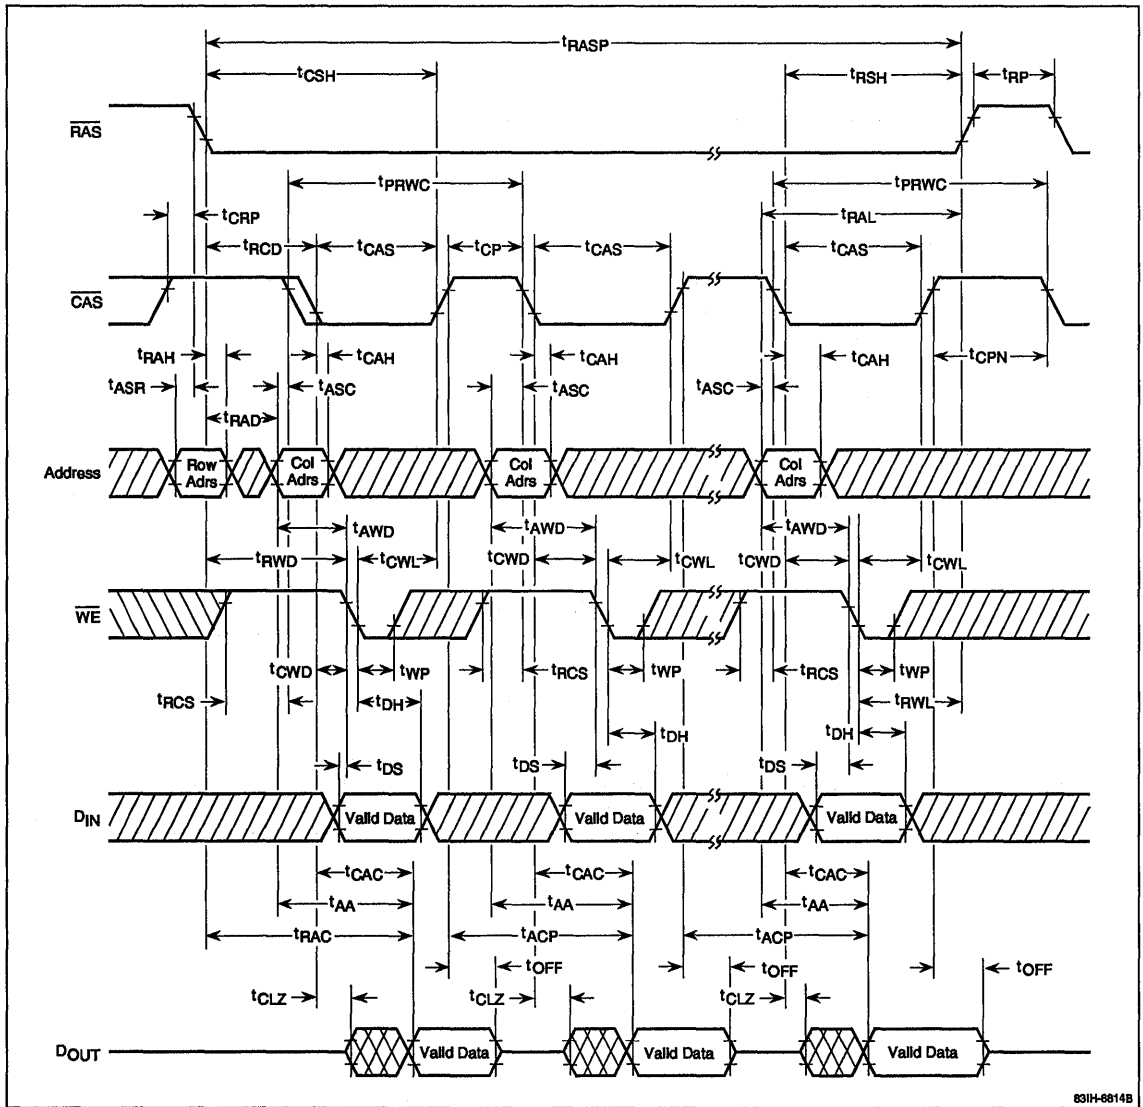 tRASP
tCSH
tRSH
tRP
RAS
tPRWC
tPRWC
tCRP
tRAL
tRCD
tCAS
tCP
tCAS
tCAS
CAS
tRAH
tCAH
tCAH
tCAH
tCPN
tASR
tASC
tASC
tASC
tRAD
Address
Row Adrs
Col Adrs
Col Adrs
Col Adrs
tAWD
tAWD
tAWD
tRWD
tCWL
tCWD
tCWL
tCWD
tCWL
WE
tCWD
tWP
tRCS
tWP
tRCS
tWP
tRCS
tDH
tRWL
tDH
tDH
tDS
tDS
tDS
DIN
Valid Data
Valid Data
Valid Data
tCAC
tCAC
tCAC
tAA
tAA
tAA
tRAC
tACP
tACP
tOFF
tOFF
tOFF
tCLZ
tCLZ
tCLZ
DOUT
Valid Data
Valid Data
Valid Data
83IH-6814B